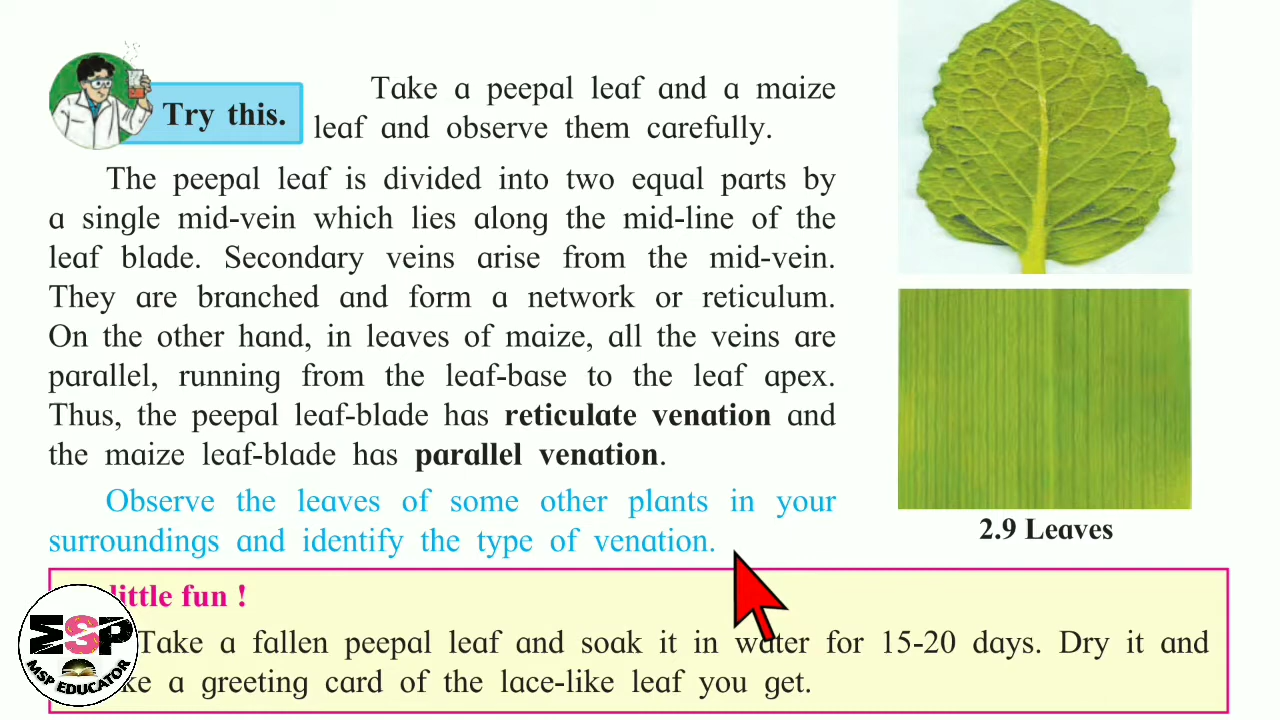 Try this.
Take a peepal leaf and a maize
leaf and observe them carefully.
The peepal leaf is divided into two equal parts by
a single mid-vein which lies along the mid-line of the
leaf blade. Secondary veins arise from the mid-vein.
They are branched and form a network or reticulum.
On the other hand, in leaves of maize, all the veins are
parallel, running from the leaf-base to the leaf apex.
Thus, the peepal leaf-blade has reticulate venation and
the maize leaf-blade has parallel venation.
Observe the leaves of some other plants in your
surroundings and identify the type of venation.
2.9 Leaves
little fun !
Take a fallen peepal leaf and soak it in water for 15-20 days. Dry it and
a greeting card of the lace-like leaf you get.
MSP
MSP EDUCATOR